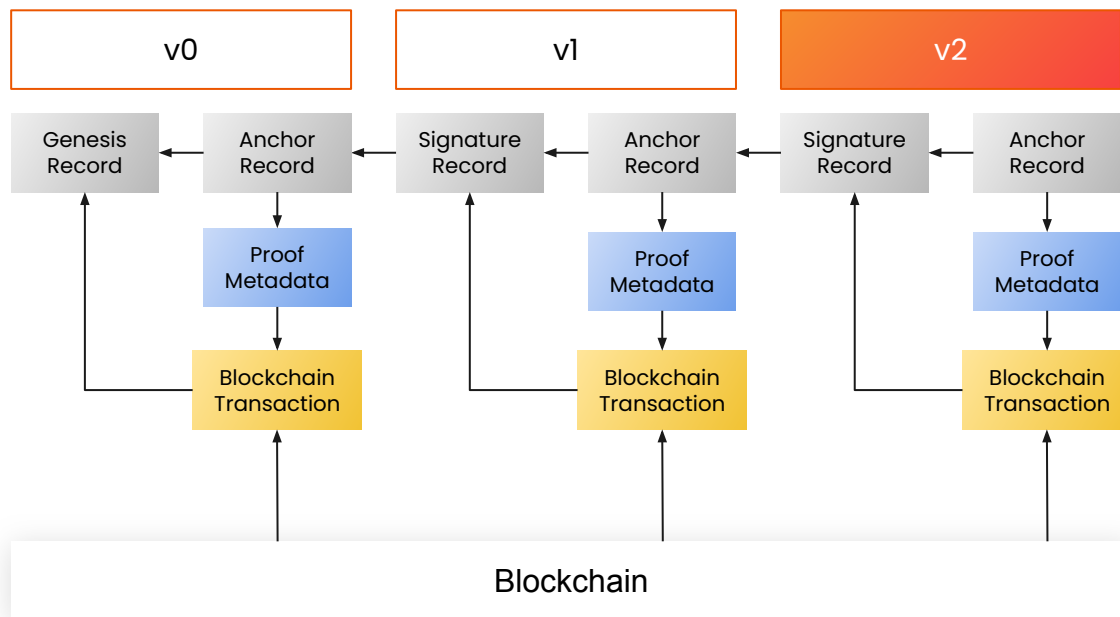 v0
v1
v2
Genesis
Record
Anchor
Record
Signature
Record
Anchor
Record
Signature
Record
Anchor
Record
Proof
Metadata
Proof
Metadata
Proof
Metadata
Blockchain
Transaction
Blockchain
Transaction
Blockchain
Transaction
Blockchain